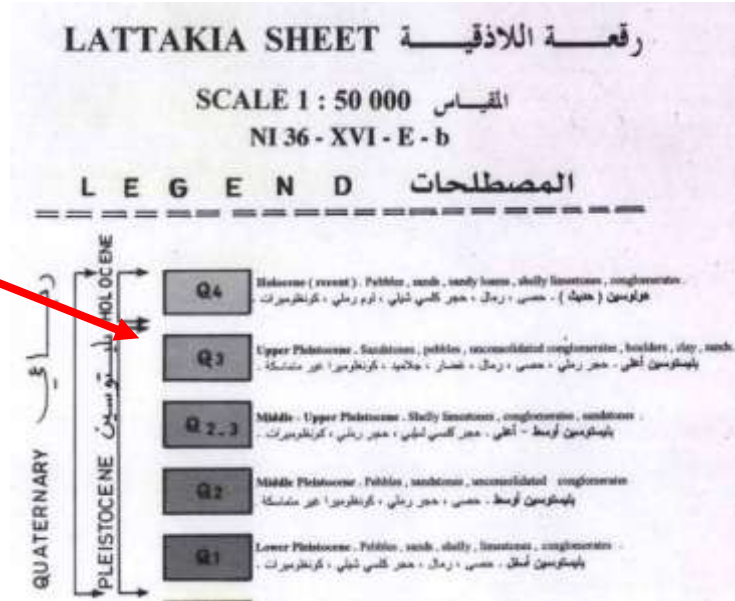 LATTAKIA SHEET رقعـــــة اللاذقيـــــة
SCALE 1 : 50 000 المقيـــاس
NI 36 - XVI - E - b
L E G E N D المصطلحات
QUATERNARY
PLEISTOCENE
HOLOCENE
Q4
Holocene ( recent ) . Pebbles , sands , sandy loams , shelly limestones , conglomerates .
هولوسين ( حديث ) . حصى ، رمال ، حجر كلسي شيلي ، لوم رملي ، كونغلوميرات .
Q3
Upper Pleistocene . Sandstones , pebbles , unconsolidated conglomerates , boulders , clay , sands .
بليستوسين أعلى . حجر رملي ، حصى ، رمال ، غضار ، جلاميد ، كونغلوميرا غير متماسكة .
Q2-3
Middle - Upper Pleistocene . Shelly limestones , conglomerates , sandstones .
بليستوسين أوسط - أعلى . حجر كلسي شيلي ، حجر رملي ، كونغلوميرات .
Q2
Middle Pleistocene . Pebbles , sandstones , unconsolidated conglomerates
بليستوسين أوسط . حصى ، حجر رملي ، كونغلوميرا غير متماسكة .
Q1
Lower Pleistocene . Pebbles , sands , shelly , limestones , conglomerates .
بليستوسين أسفل . حصى ، رمال ، حجر كلسي شيلي ، كونغلوميرات .